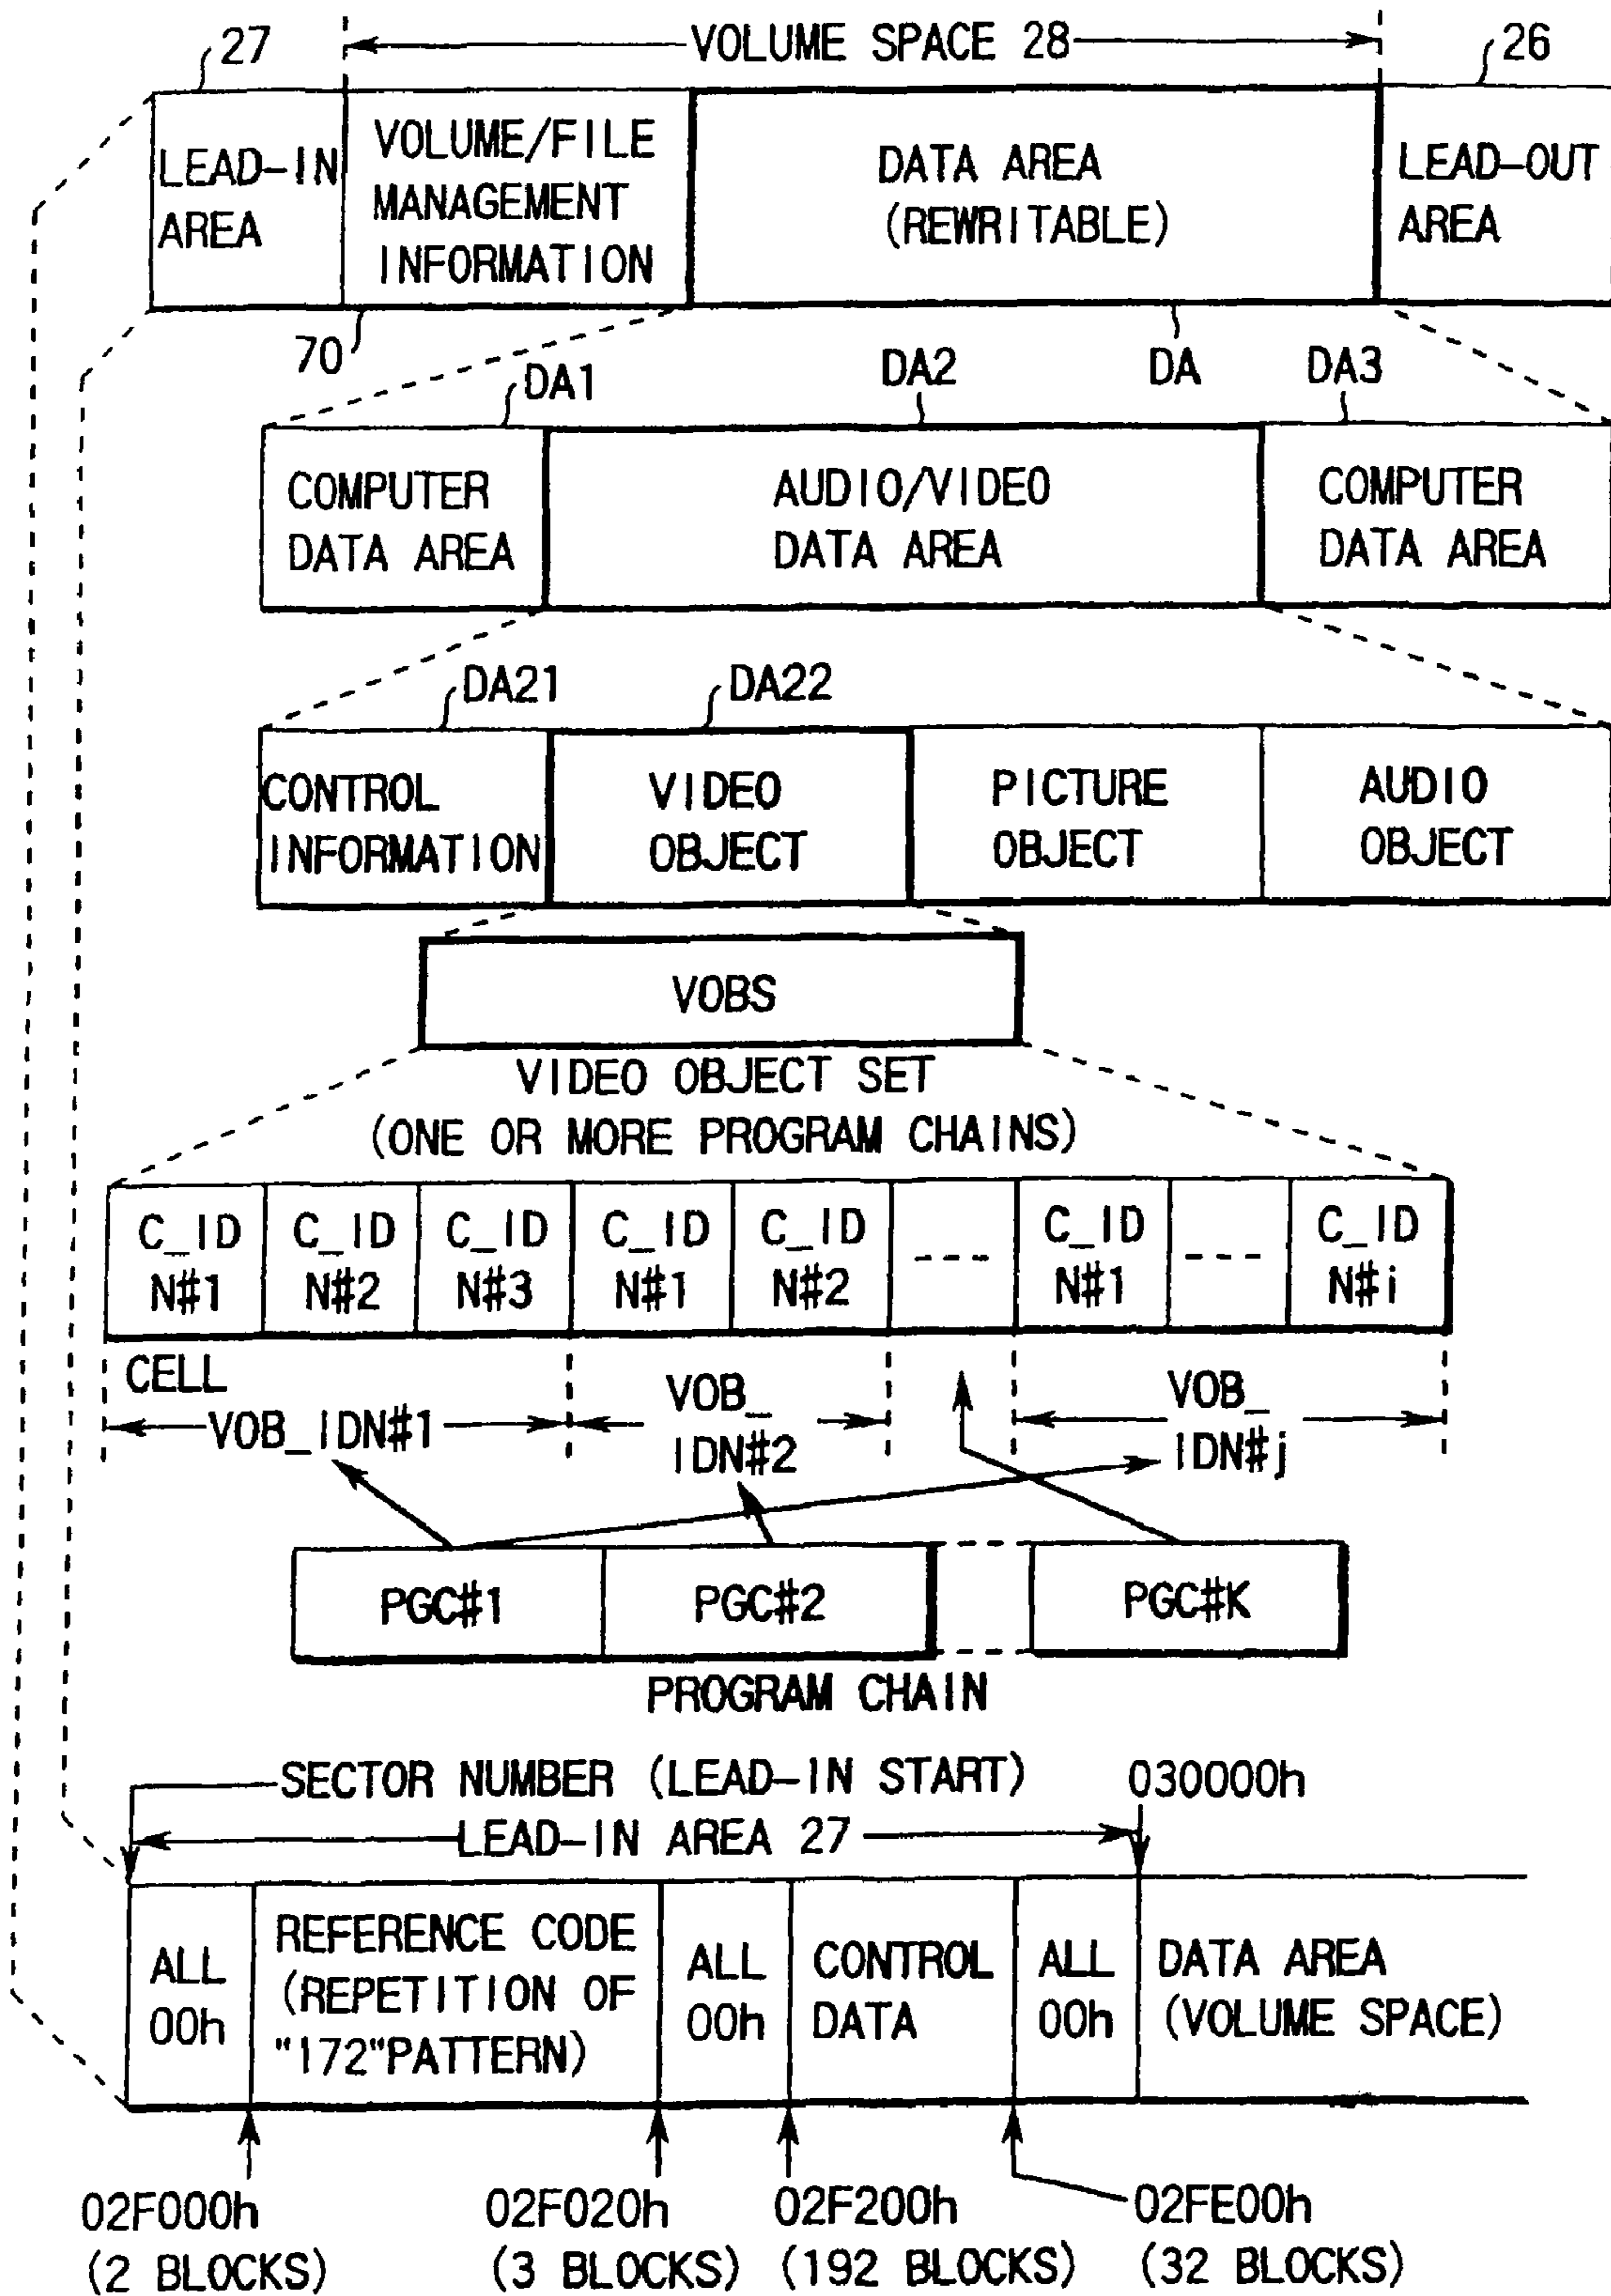 27
VOLUME SPACE 28
26
LEAD-IN
AREA
VOLUME/FILE
MANAGEMENT
INFORMATION
DATA AREA
(REWRITABLE)
LEAD-OUT
AREA
70
DA1
DA2
DA
DA3
COMPUTER
DATA AREA
AUDIO/VIDEO
DATA AREA
COMPUTER
DATA AREA
DA21
DA22
CONTROL
INFORMATION
VIDEO
OBJECT
PICTURE
OBJECT
AUDIO
OBJECT
VOBS
VIDEO OBJECT SET
(ONE OR MORE PROGRAM CHAINS)
C_ID
N#1
C_ID
N#2
C_ID
N#3
C_ID
N#1
C_ID
N#2
----
C_ID
N#1
---
C_ID
N#i
CELL
VOB_IDN#1
VOB_
IDN#2
VOB_
IDN#j
PGC#1
PGC#2
PGC#K
PROGRAM CHAIN
SECTOR NUMBER (LEAD-IN START)
030000h
LEAD-IN AREA 27
ALL
00h
REFERENCE CODE
(REPETITION OF
"172"PATTERN)
ALL
00h
CONTROL
DATA
ALL
00h
DATA AREA
(VOLUME SPACE)
02F000h
(2 BLOCKS)
02F020h
(3 BLOCKS)
02F200h
(192 BLOCKS)
02FE00h
(32 BLOCKS)